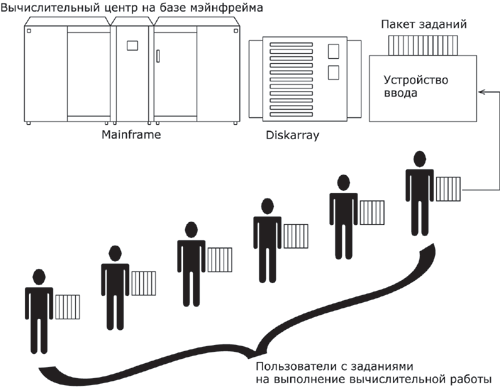 Вычислительный центр на базе мэйнфрейма
Пакет заданий
Устройство
ввода
Mainframe
Diskarray
Пользователи с заданиями
на выполнение вычислительной работы